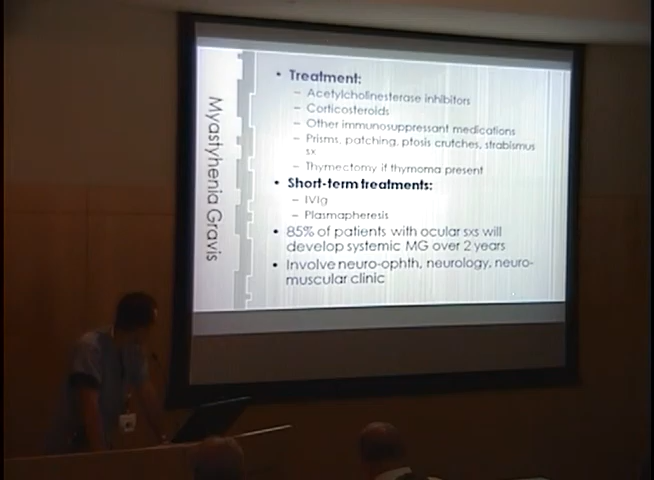 Myastyhenia Gravis
• Treatment:
– Acetylcholinesterase inhibitors
– Corticosteroids
– Other immunosuppressant medications
– Prisms, patching, ptosis crutches, strabismus
sx
– Thymectomy if thymoma present
• Short-term treatments:
– IVIg
– Plasmapheresis
• 85% of patients with ocular sxs will
develop systemic MG over 2 years
• Involve neuro-ophth, neurology, neuro-
muscular clinic